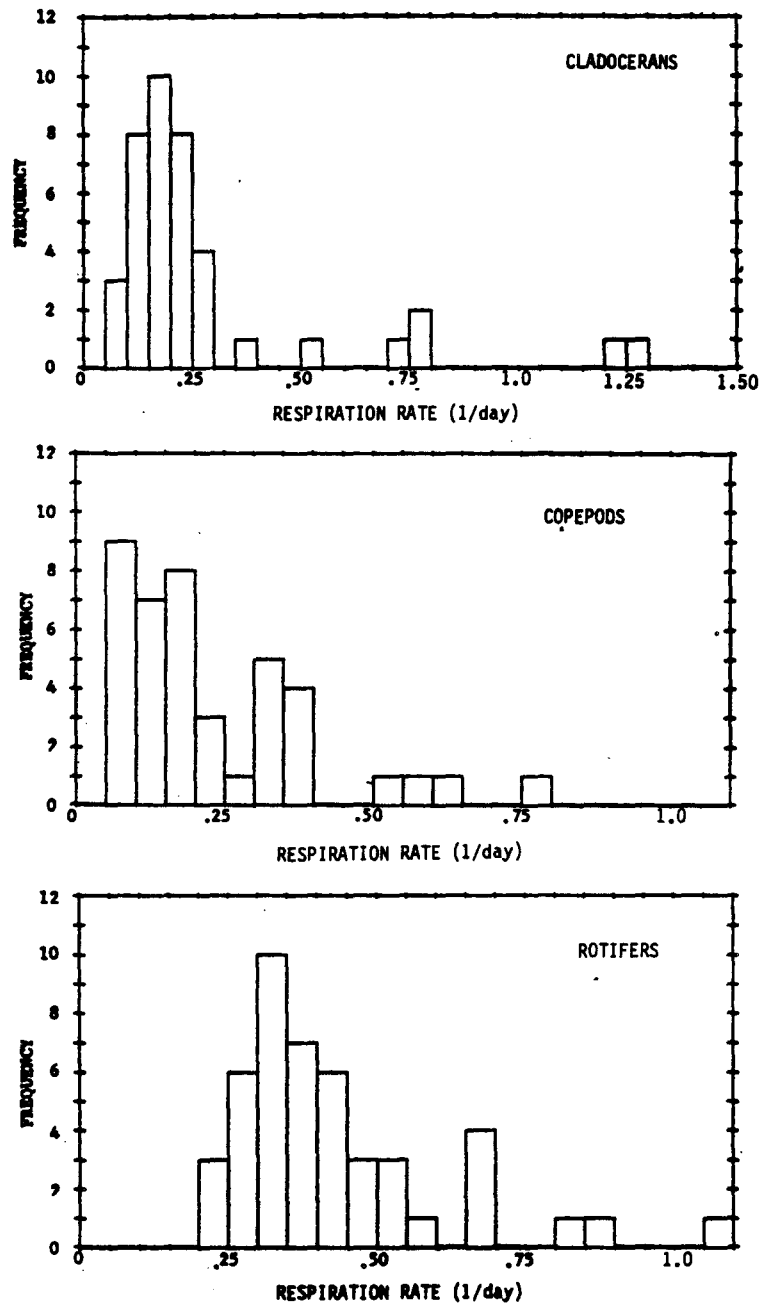 12
CLADOCERANS
10
8
6
4
2
0
FREQUENCY
0 .25 .50 .75 1.0 1.25 1.50
RESPIRATION RATE (1/day)
12
COPEPODS
10
8
6
4
2
0
FREQUENCY
0 .25 .50 .75 1.0
RESPIRATION RATE (1/day)
12
ROTIFERS
10
8
6
4
2
0
FREQUENCY
0 .25 .50 .75 1.0
RESPIRATION RATE (1/day)